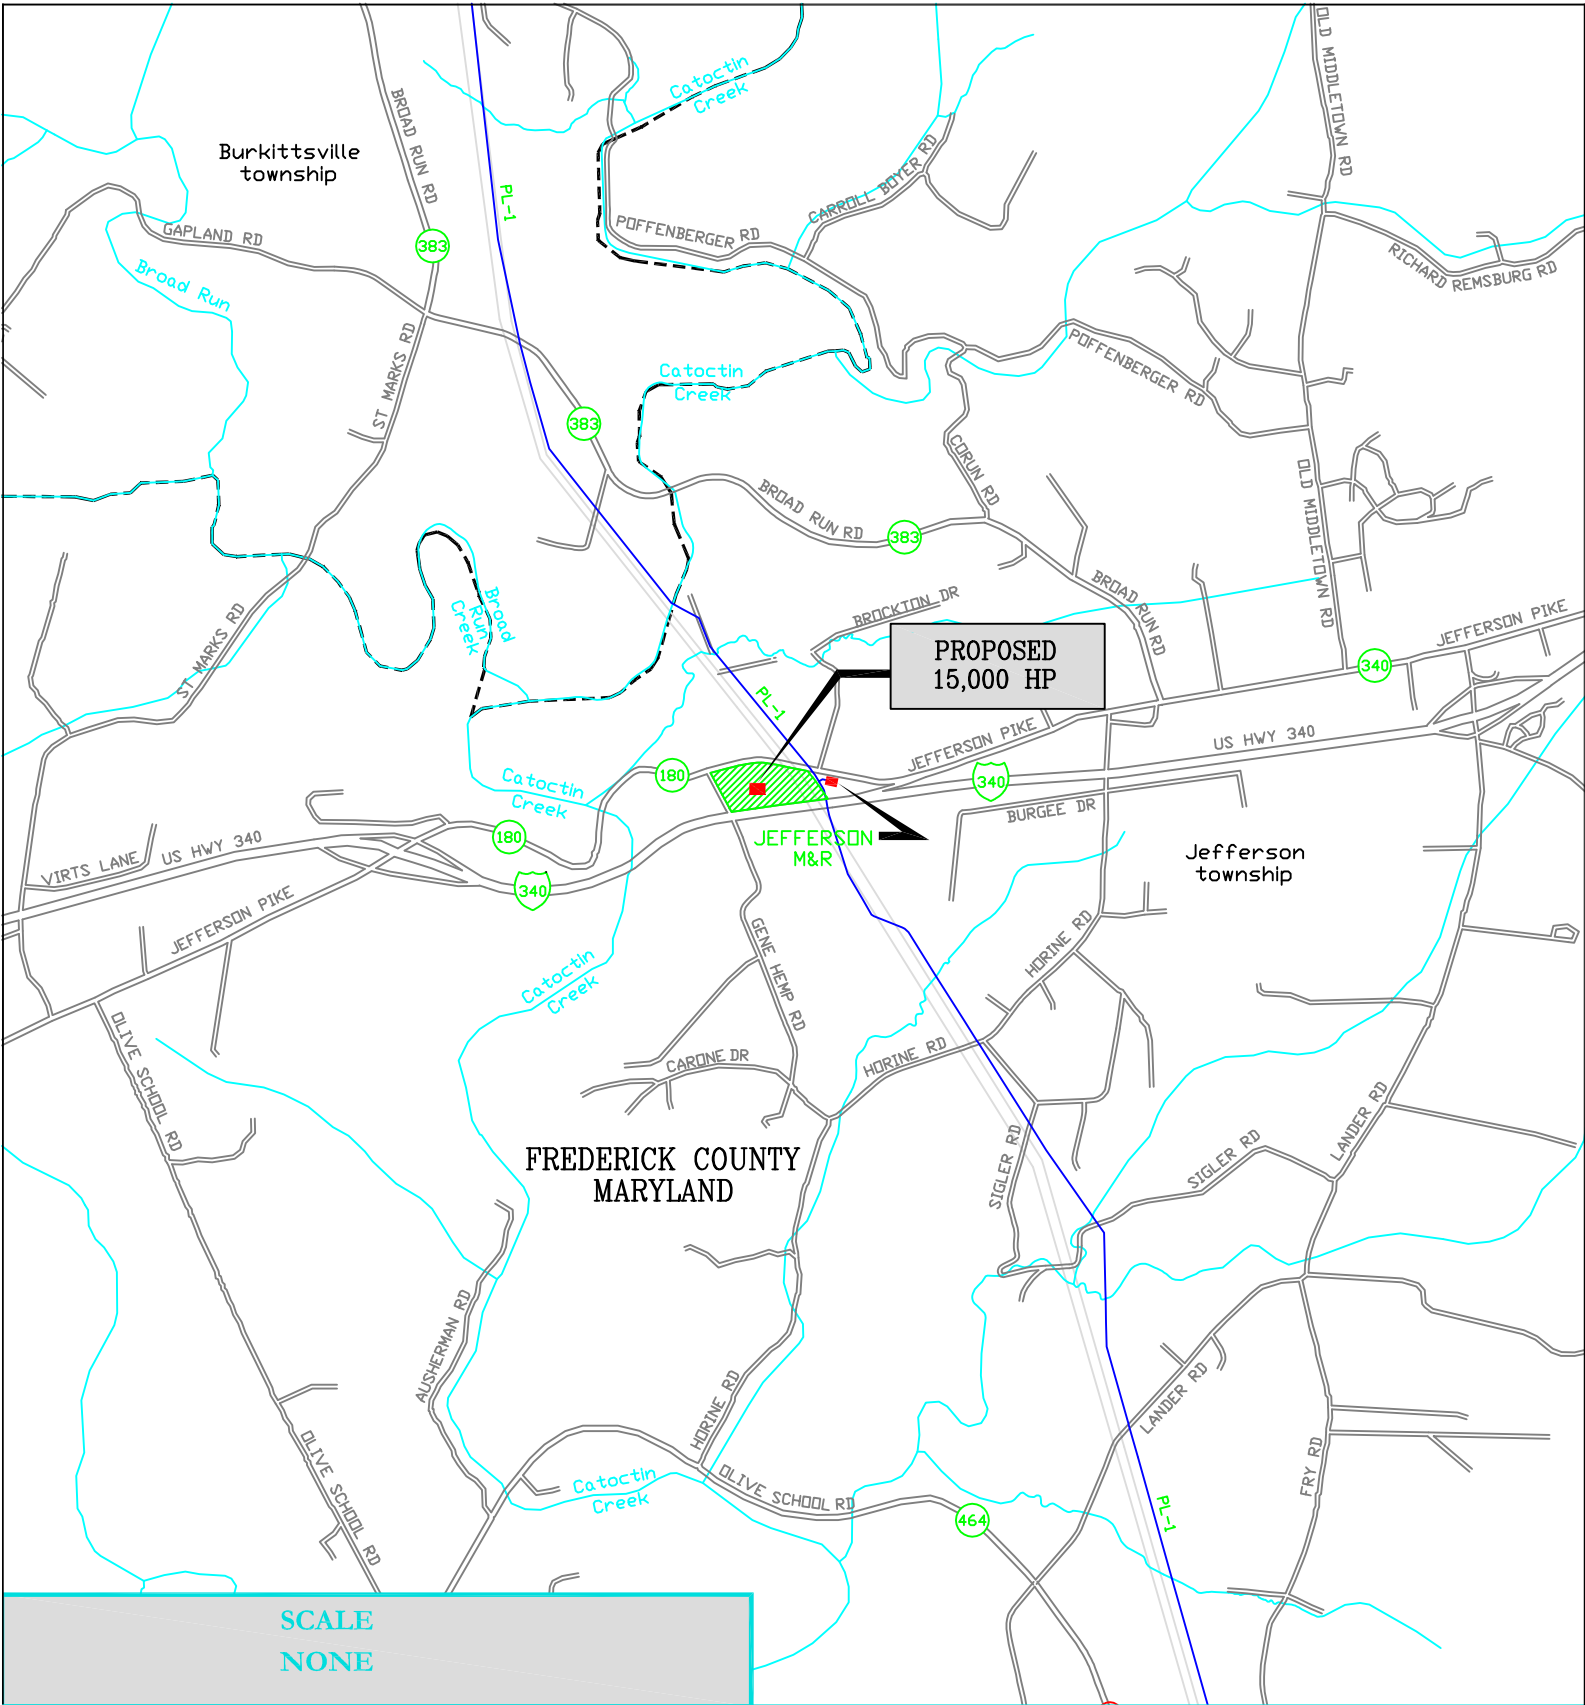 OLD MIDDLETOWN RD
Catoctin
Creek
BROAD RUN RD
Burkittsville
township
PL-1
CARROLL BOYER RD
POFFENBERGER RD
GAPLAND RD
383
RICHARD REMSBURG RD
Broad Run
ST MARKS RD
POFFENBERGER RD
Catoctin
Creek
383
CORUN RD
OLD MIDDLETOWN RD
BROAD RUN RD
383
BROAD RUN RD
Broad
Run
Creek
BROCKTON DR
ST MARKS RD
JEFFERSON PIKE
PROPOSED
15,000 HP
340
PL-1
JEFFERSON PIKE
US HWY 340
180
340
Catoctin
Creek
BURGEE DR
180
JEFFERSON
M&R
US HWY 340
VIRTS LANE
Jefferson
township
340
JEFFERSON PIKE
GENE HEMP RD
HORINE RD
Catoctin
Creek
OLIVE SCHOOL RD
CARONE DR
HORINE RD
LANDER RD
SIGLER RD
SIGLER RD
FREDERICK COUNTY
MARYLAND
AUSHERMAN RD
HORINE RD
LANDER RD
OLIVE SCHOOL RD
FRY RD
Catoctin
Creek
OLIVE SCHOOL RD
464
PL-1
SCALE
NONE